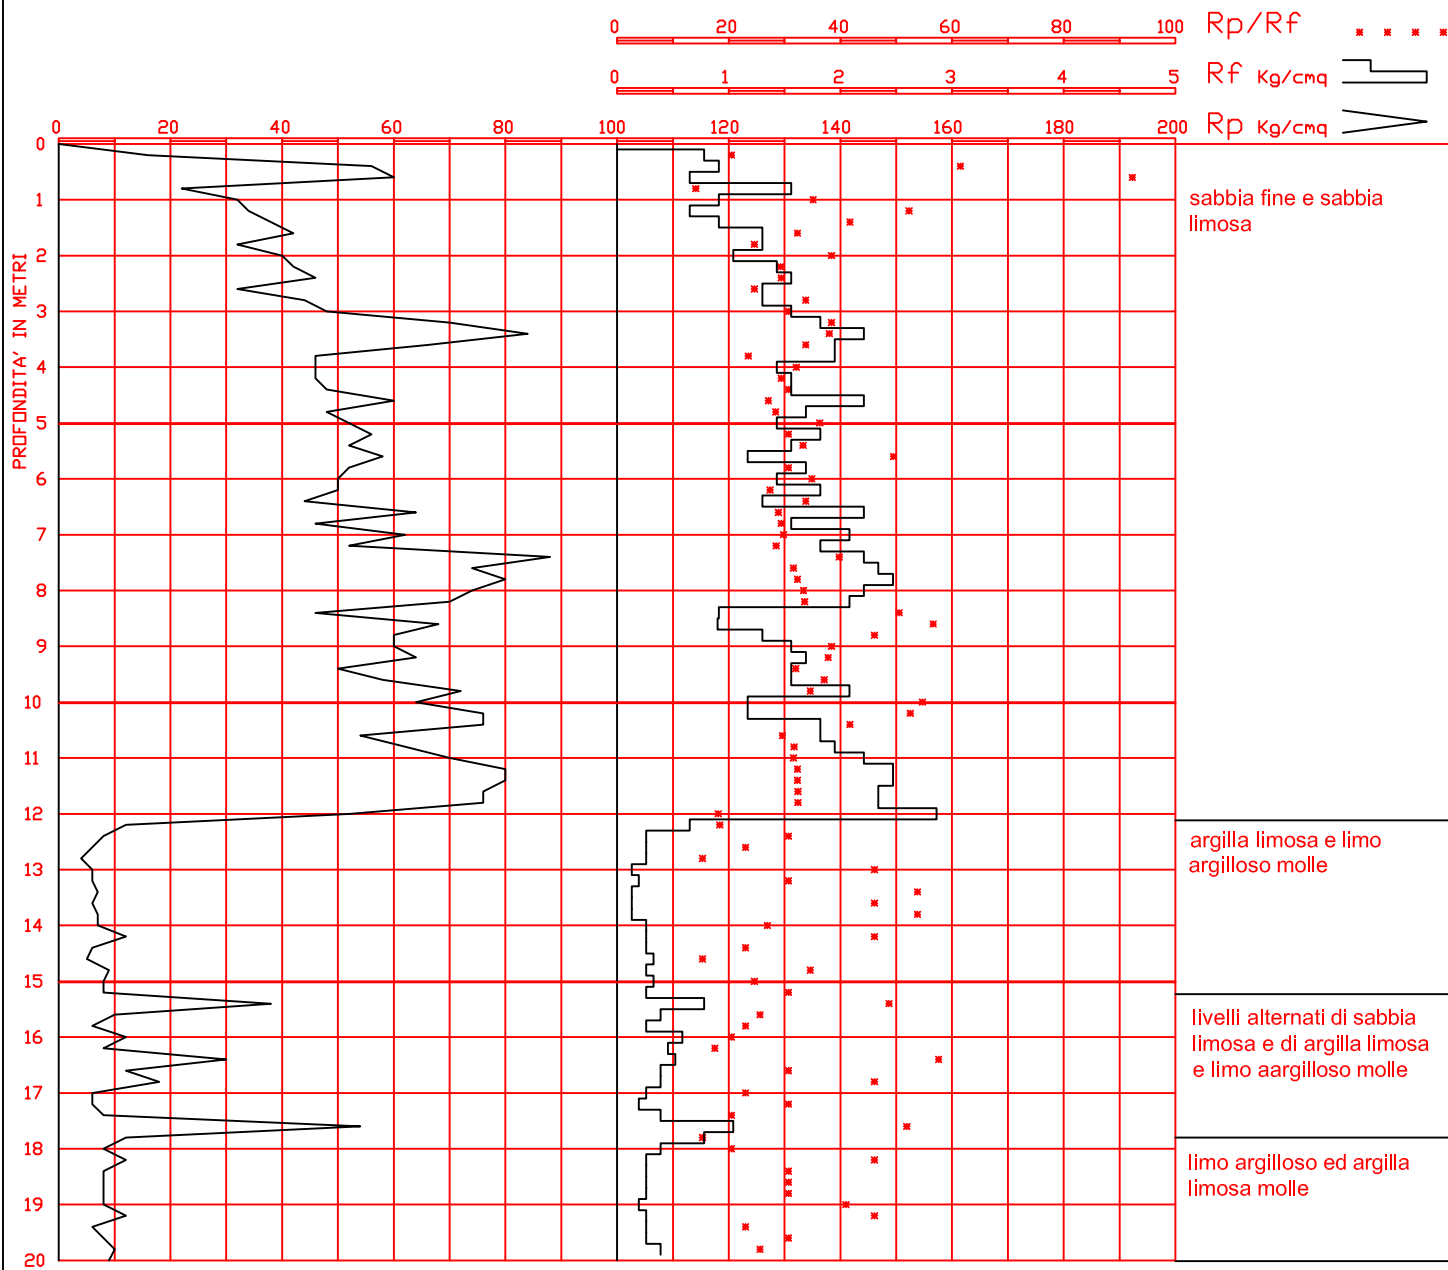 0 20 40 60 80 100 Rp/Rf
0 1 2 3 4 5 Rf Kg/cmq
0 20 40 60 80 100 120 140 160 180 200 Rp Kg/cmq
PROFONDITA' IN METRI
0
1
2
3
4
5
6
7
8
9
10
11
12
13
14
15
16
17
18
19
20
sabbia fine e sabbia
limosa
argilla limosa e limo
argilloso molle
livelli alternati di sabbia
limosa e di argilla limosa
e limo aargilloso molle
limo argilloso ed argilla
limosa molle